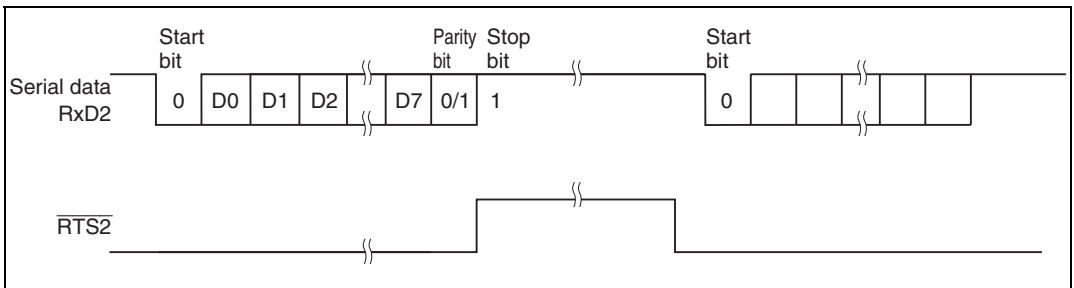 Start bit
Parity bit
Stop bit
Start bit
Serial data RxD2
0 D0 D1 D2 D7 0/1 1 0
RTS2